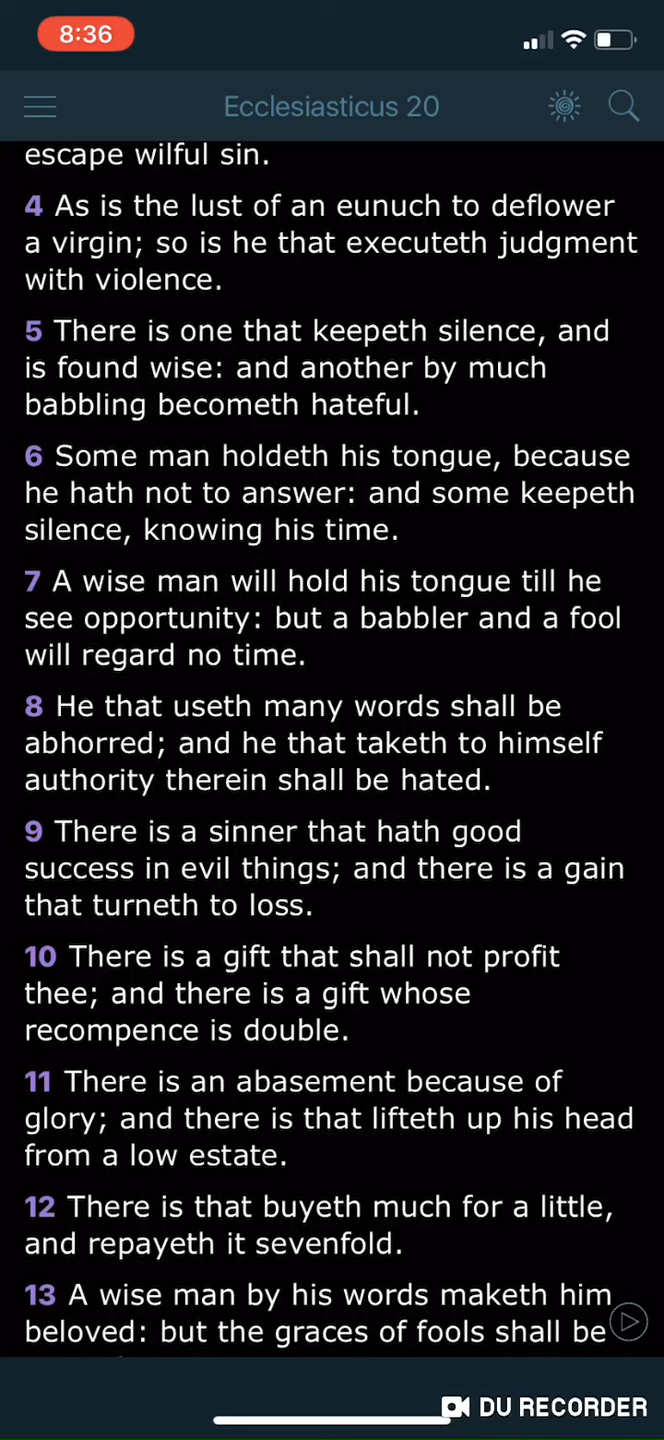 8:36
Ecclesiasticus 20
escape wilful sin.
4 As is the lust of an eunuch to deflower
a virgin; so is he that executeth judgment
with violence.
5 There is one that keepeth silence, and
is found wise: and another by much
babbling becometh hateful.
6 Some man holdeth his tongue, because
he hath not to answer: and some keepeth
silence, knowing his time.
7 A wise man will hold his tongue till he
see opportunity: but a babbler and a fool
will regard no time.
8 He that useth many words shall be
abhorred; and he that taketh to himself
authority therein shall be hated.
9 There is a sinner that hath good
success in evil things; and there is a gain
that turneth to loss.
10 There is a gift that shall not profit
thee; and there is a gift whose
recompence is double.
11 There is an abasement because of
glory; and there is that lifteth up his head
from a low estate.
12 There is that buyeth much for a little,
and repayeth it sevenfold.
13 A wise man by his words maketh him
beloved: but the graces of fools shall be
DU RECORDER